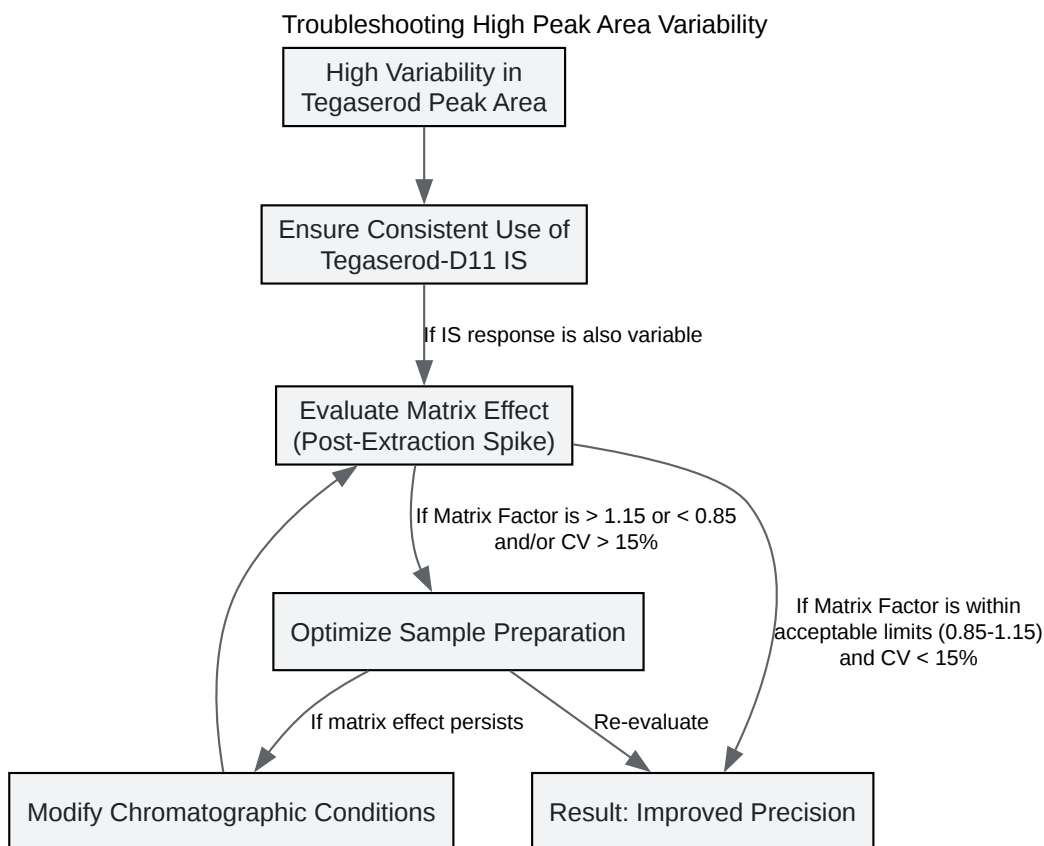 Troubleshooting High Peak Area Variability
High Variability in
Tegaserod Peak Area
Ensure Consistent Use of
Tegaserod-D11 IS
If IS response is also variable
Evaluate Matrix Effect
(Post-Extraction Spike)
If Matrix Factor is > 1.15 or < 0.85
and/or CV > 15%
If Matrix Factor is within
acceptable limits (0.85-1.15)
and CV < 15%
Optimize Sample Preparation
If matrix effect persists
Re-evaluate
Modify Chromatographic Conditions
Result: Improved Precision